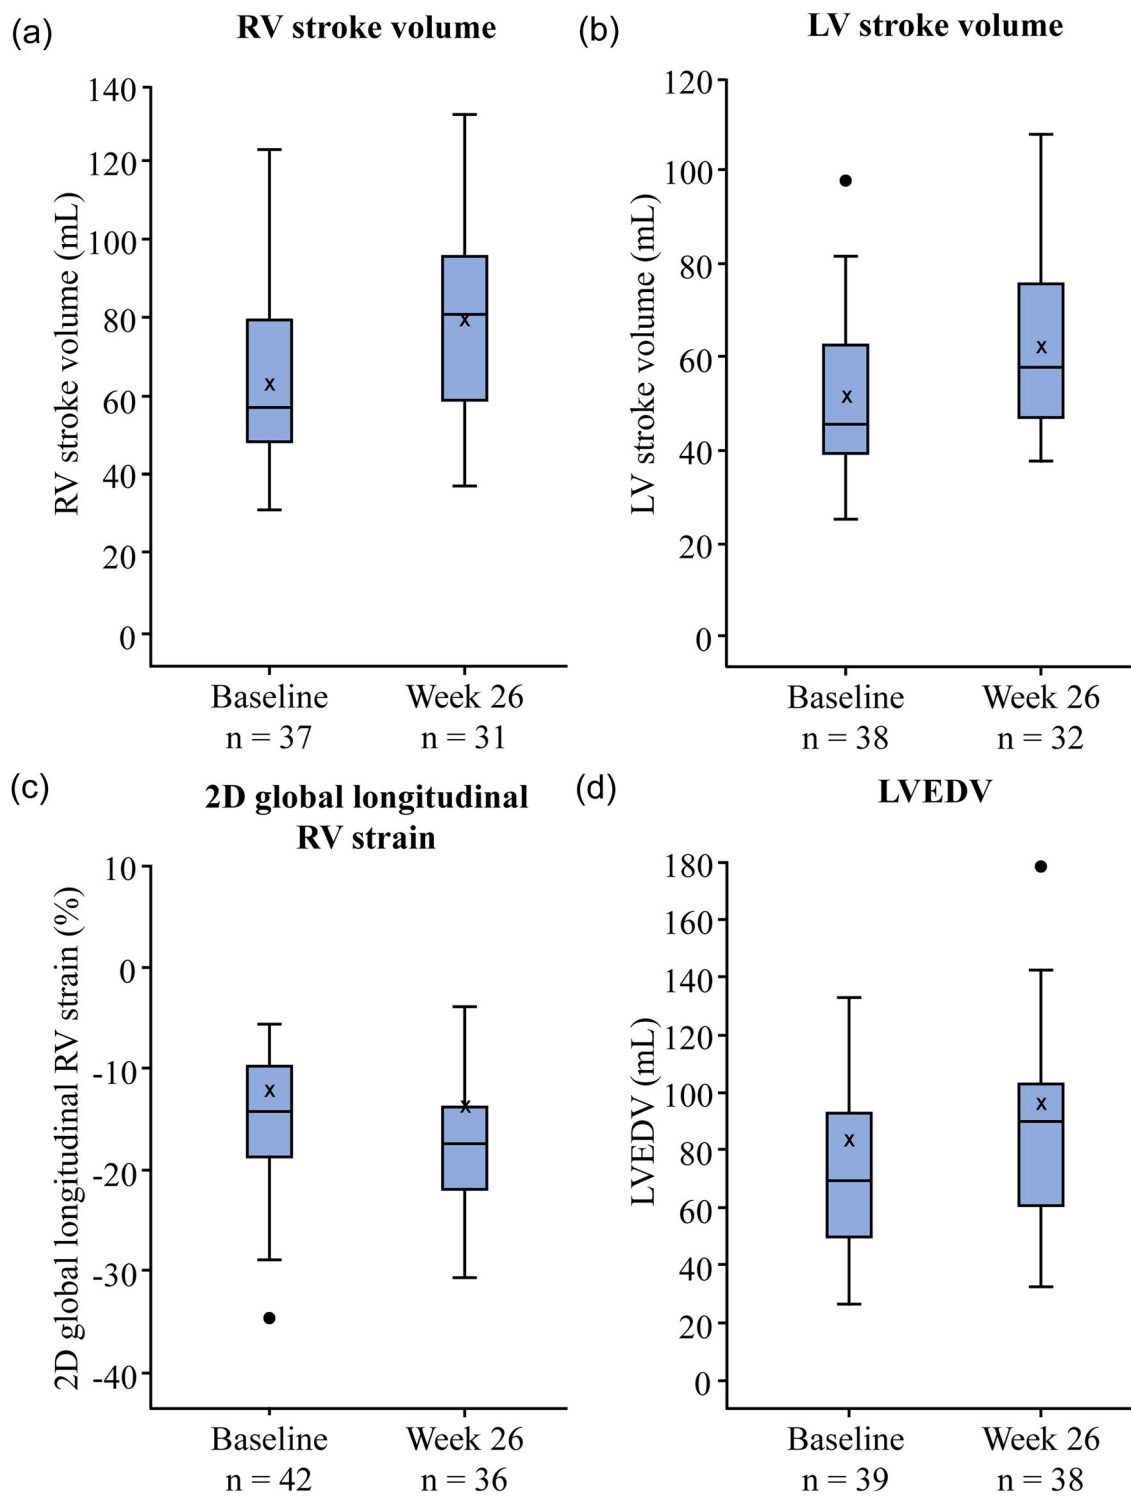 (a)
RV stroke volume
RV stroke volume (mL)
140
120
100
80
60
40
20
0
Baseline
n = 37
Week 26
n = 31
(b)
LV stroke volume
LV stroke volume (mL)
120
100
80
60
40
20
0
Baseline
n = 38
Week 26
n = 32
(c)
2D global longitudinal
RV strain
2D global longitudinal RV strain (%)
10
0
-10
-20
-30
-40
Baseline
n = 42
Week 26
n = 36
(d)
LVEDV
LVEDV (mL)
180
160
140
120
100
80
60
40
20
0
Baseline
n = 39
Week 26
n = 38